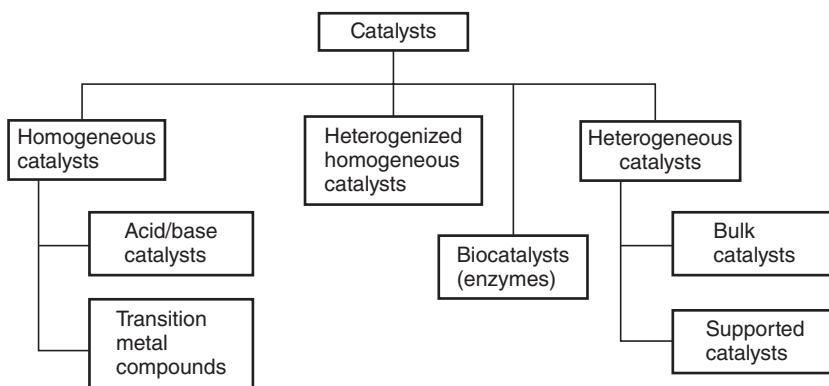 Catalysts
Homogeneous
catalysts
Heterogenized
homogeneous
catalysts
Heterogeneous
catalysts
Acid/base
catalysts
Biocatalysts
(enzymes)
Bulk
catalysts
Transition
metal
compounds
Supported
catalysts